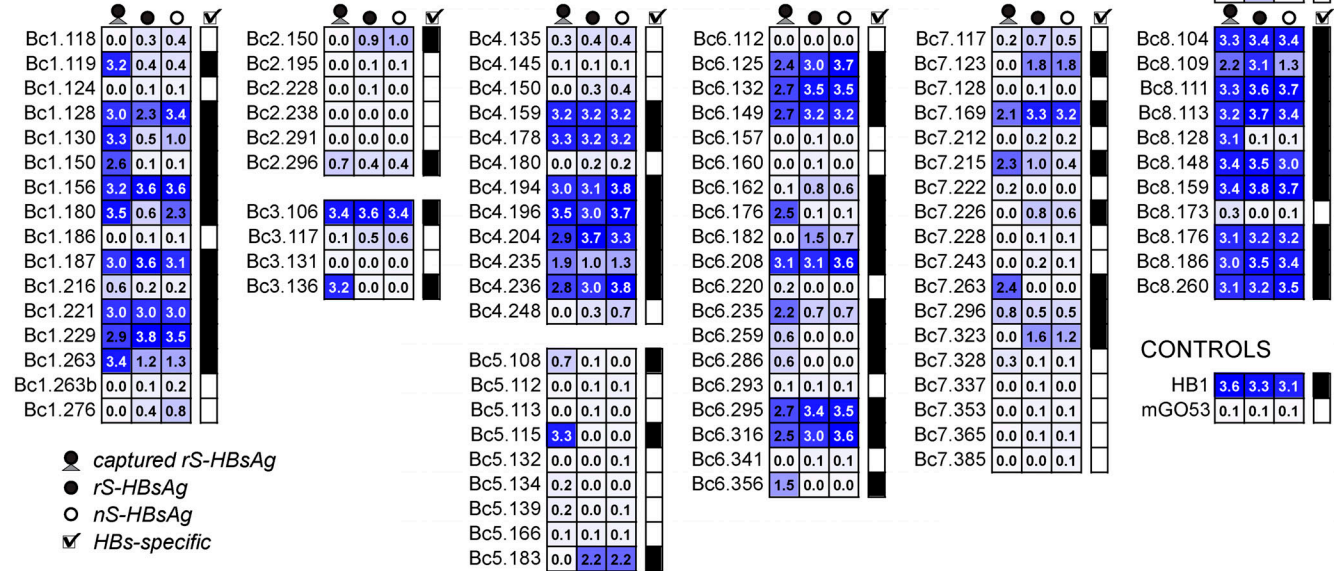 Bc1.118 0.0 0.3 0.4
Bc1.119 3.2 0.4 0.4
Bc1.124 0.0 0.1 0.1
Bc1.128 3.0 2.3 3.4
Bc1.130 3.3 0.5 1.0
Bc1.150 2.6 0.1 0.1
Bc1.156 3.2 3.6 3.6
Bc1.180 3.5 0.6 2.3
Bc1.186 0.0 0.1 0.1
Bc1.187 3.0 3.6 3.1
Bc1.216 0.6 0.2 0.2
Bc1.221 3.0 3.0 3.0
Bc1.229 2.9 3.8 3.5
Bc1.263 3.4 1.2 1.3
Bc1.263b 0.0 0.1 0.2
Bc1.276 0.0 0.4 0.8
captured rS-HBsAg
rS-HBsAg
nS-HBsAg
HBs-specific
Bc2.150 0.0 0.9 1.0
Bc2.195 0.0 0.1 0.1
Bc2.228 0.0 0.1 0.0
Bc2.238 0.0 0.0 0.0
Bc2.291 0.0 0.0 0.0
Bc2.296 0.7 0.4 0.4
Bc3.106 3.4 3.6 3.4
Bc3.117 0.1 0.5 0.6
Bc3.131 0.0 0.0 0.0
Bc3.136 3.2 0.0 0.0
Bc4.135 0.3 0.4 0.4
Bc4.145 0.1 0.1 0.1
Bc4.150 0.0 0.3 0.4
Bc4.159 3.2 3.2 3.2
Bc4.178 3.3 3.2 3.2
Bc4.180 0.0 0.2 0.2
Bc4.194 3.0 3.1 3.8
Bc4.196 3.5 3.0 3.7
Bc4.204 2.9 3.7 3.3
Bc4.235 1.9 1.0 1.3
Bc4.236 2.8 3.0 3.8
Bc4.248 0.0 0.3 0.7
Bc5.108 0.7 0.1 0.0
Bc5.112 0.0 0.1 0.1
Bc5.113 0.0 0.1 0.0
Bc5.115 3.3 0.0 0.0
Bc5.132 0.0 0.0 0.1
Bc5.134 0.2 0.0 0.0
Bc5.139 0.2 0.0 0.1
Bc5.166 0.1 0.1 0.1
Bc5.183 0.0 2.2 2.2
Bc6.112 0.0 0.0 0.0
Bc6.125 2.4 3.0 3.7
Bc6.132 2.7 3.5 3.5
Bc6.149 2.7 3.2 3.2
Bc6.157 0.0 0.1 0.0
Bc6.160 0.0 0.1 0.0
Bc6.162 0.1 0.8 0.6
Bc6.176 2.5 0.1 0.1
Bc6.182 0.0 1.5 0.7
Bc6.208 3.1 3.1 3.6
Bc6.220 0.2 0.0 0.0
Bc6.235 2.2 0.7 0.7
Bc6.259 0.6 0.0 0.0
Bc6.286 0.6 0.0 0.0
Bc6.293 0.1 0.1 0.1
Bc6.295 2.7 3.4 3.5
Bc6.316 2.5 3.0 3.6
Bc6.341 0.0 0.1 0.1
Bc6.356 1.5 0.0 0.0
Bc7.117 0.2 0.7 0.5
Bc7.123 0.0 1.8 1.8
Bc7.128 0.0 0.1 0.0
Bc7.169 2.1 3.3 3.2
Bc7.212 0.0 0.2 0.2
Bc7.215 2.3 1.0 0.4
Bc7.222 0.2 0.0 0.0
Bc7.226 0.0 0.8 0.6
Bc7.228 0.0 0.1 0.1
Bc7.243 0.0 0.2 0.1
Bc7.263 2.4 0.0 0.0
Bc7.296 0.8 0.5 0.5
Bc7.323 0.0 1.6 1.2
Bc7.328 0.3 0.1 0.1
Bc7.337 0.0 0.1 0.0
Bc7.353 0.0 0.1 0.1
Bc7.365 0.0 0.1 0.1
Bc7.385 0.0 0.0 0.1
Bc8.104 3.3 3.4 3.4
Bc8.109 2.2 3.1 1.3
Bc8.111 3.3 3.6 3.7
Bc8.113 3.2 3.7 3.4
Bc8.128 3.1 0.1 0.1
Bc8.148 3.4 3.5 3.0
Bc8.159 3.4 3.8 3.7
Bc8.173 0.3 0.0 0.1
Bc8.176 3.1 3.2 3.2
Bc8.186 3.0 3.5 3.4
Bc8.260 3.1 3.2 3.5
CONTROLS
HB1 3.6 3.3 3.1
mGO53 0.1 0.1 0.1